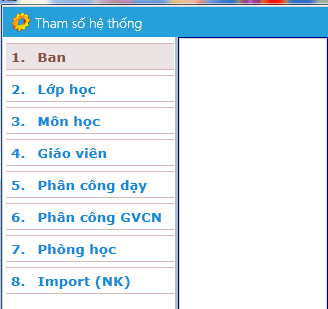 Tham số hệ thống
1. Ban
2. Lớp học
3. Môn học
4. Giáo viên
5. Phân công dạy
6. Phân công GVCN
7. Phòng học
8. Import (NK)